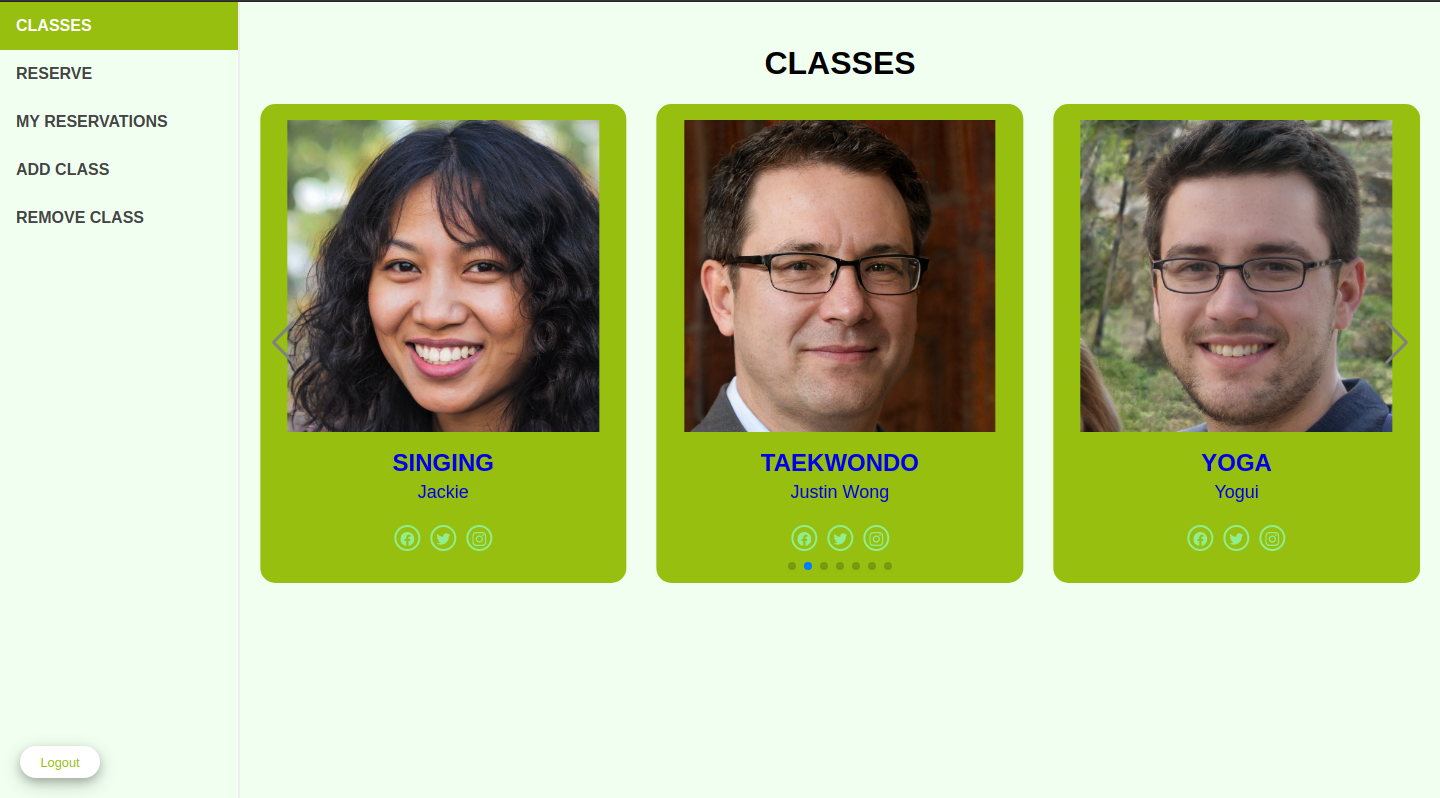 CLASSES
RESERVE
MY RESERVATIONS
ADD CLASS
REMOVE CLASS
Logout
CLASSES
SINGING
Jackie
TAEKWONDO
Justin Wong
YOGA
Yogui